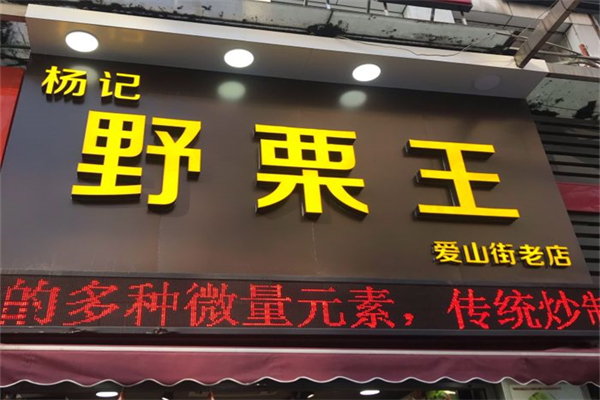 杨记
野栗王
爱山街老店
的多种微量元素，传统炒制